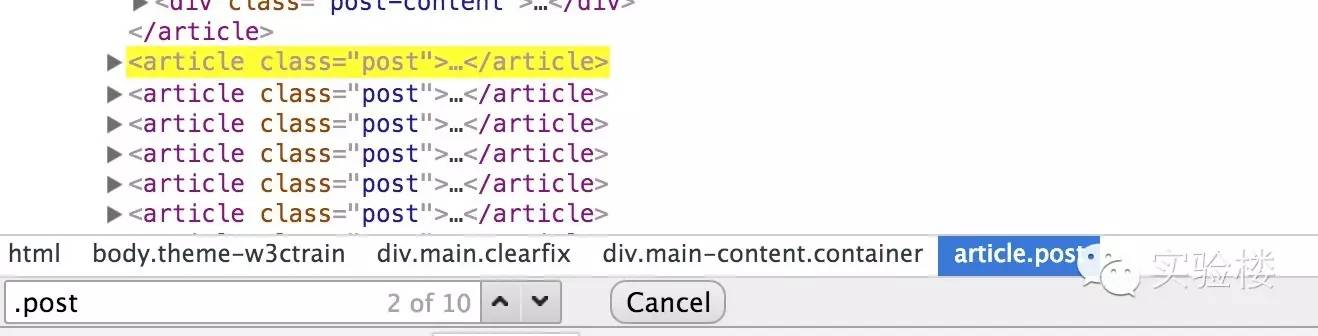 <div class="post-content">…</div>
</article>
<article class="post">…</article>
<article class="post">…</article>
<article class="post">…</article>
<article class="post">…</article>
<article class="post">…</article>
<article class="post">…</article>
html body.theme-w3ctrain div.main.clearfix div.main-content.container article.post 实验楼
.post 2 of 10 Cancel